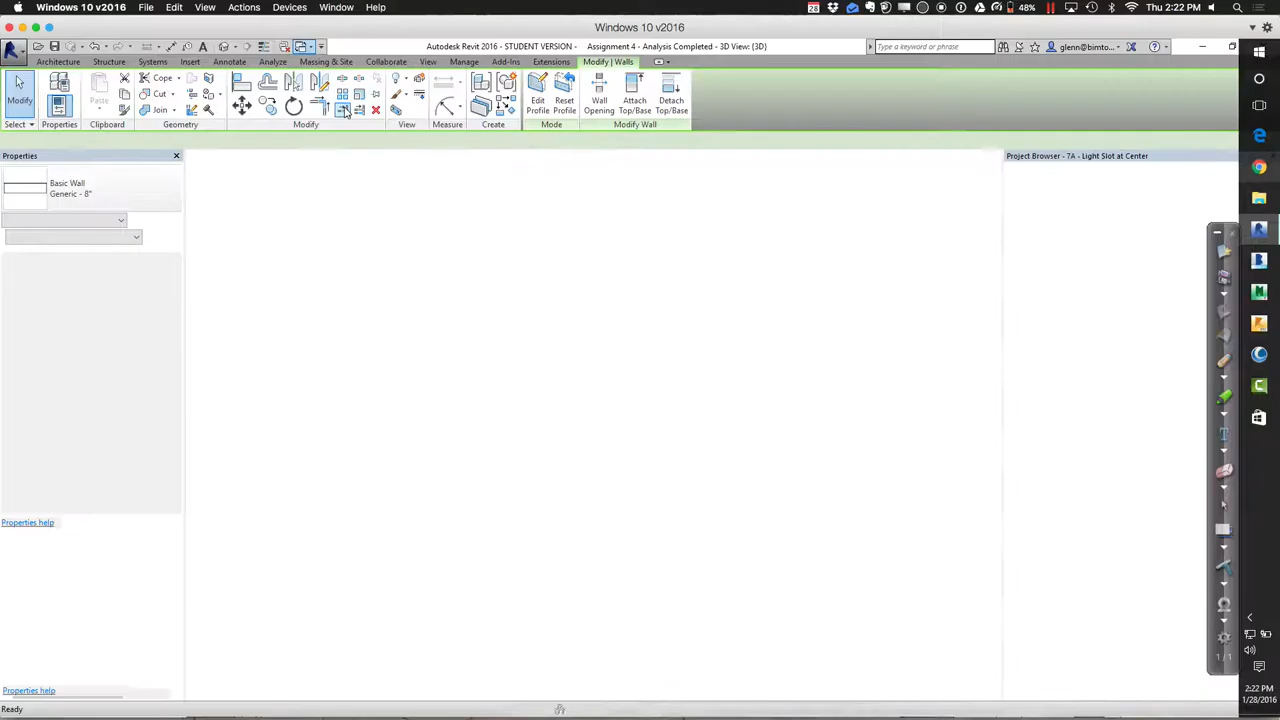 Windows 10 v2016 File Edit View Actions Devices Window Help
28 48% Thu 2:22 PM
Windows 10 v2016
Autodesk Revit 2016 - STUDENT VERSION - Assignment 4 - Analysis Completed - 3D View: {3D}
Type a keyword or phrase
glenn@bimto...
Architecture Structure Systems Insert Annotate Analyze Massing & Site Collaborate View Manage Add-Ins Extensions Modify | Walls
Modify
Paste
Cope
Cut
Join
Edit Profile
Reset Profile
Wall Opening
Attach Top/Base
Detach Top/Base
Select Properties Clipboard Geometry Modify View Measure Create Mode Modify Wall
Properties
Project Browser - 7A - Light Slot at Center
Basic Wall
Generic - 8"
Properties help
1 / 1
Properties help
2:22 PM
1/28/2016
Ready